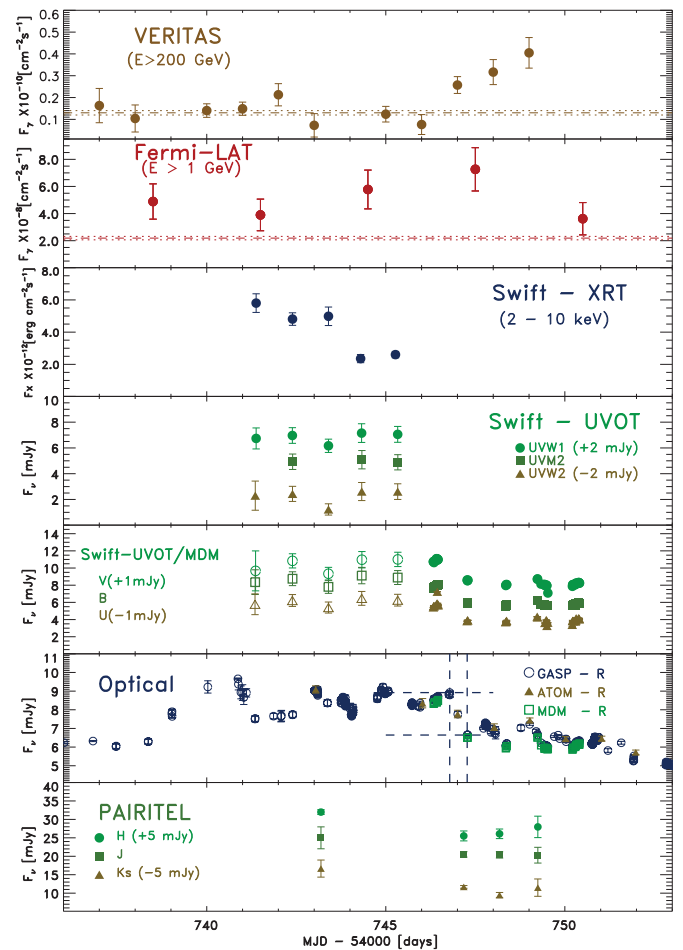 VERITAS
(E>200 GeV)
0.6
0.5
0.4
0.3
0.2
0.1
Fγ X10⁻¹⁰[cm⁻²s⁻¹]
Fermi-LAT
(E > 1 GeV)
8.0
6.0
4.0
2.0
Fγ X10⁻⁸[cm⁻²s⁻¹]
Swift - XRT
(2 - 10 keV)
8.0
6.0
4.0
2.0
Fx X10⁻¹²[erg cm⁻²s⁻¹]
Swift - UVOT
UVW1 (+2 mJy)
UVM2
UVW2 (-2 mJy)
10
8
6
4
2
Fν [mJy]
Swift-UVOT/MDM
V(+1mJy)
B
U(-1mJy)
14
12
10
8
6
4
2
Fν [mJy]
Optical
GASP - R
ATOM - R
MDM - R
11
10
9
8
7
6
5
Fν [mJy]
PAIRITEL
H (+5 mJy)
J
Ks (-5 mJy)
40
35
30
25
20
15
10
Fν [mJy]
740
745
750
MJD - 54000 [days]